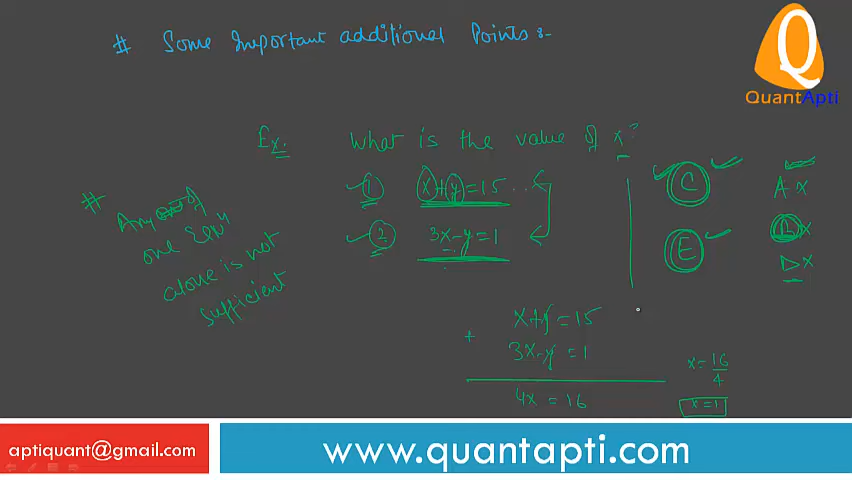 # Some Important additional Points :-
Q
QuantApti
Ex. What is the value of x?
① x+y=15 ..
② 3x-y=1
# Any
one Eqn
alone is not
sufficient
C
E
A x
B x
D x
x+y=15
+
3x-y=1
4x=16
x=16/4
x=1
aptiquant@gmail.com
www.quantapti.com